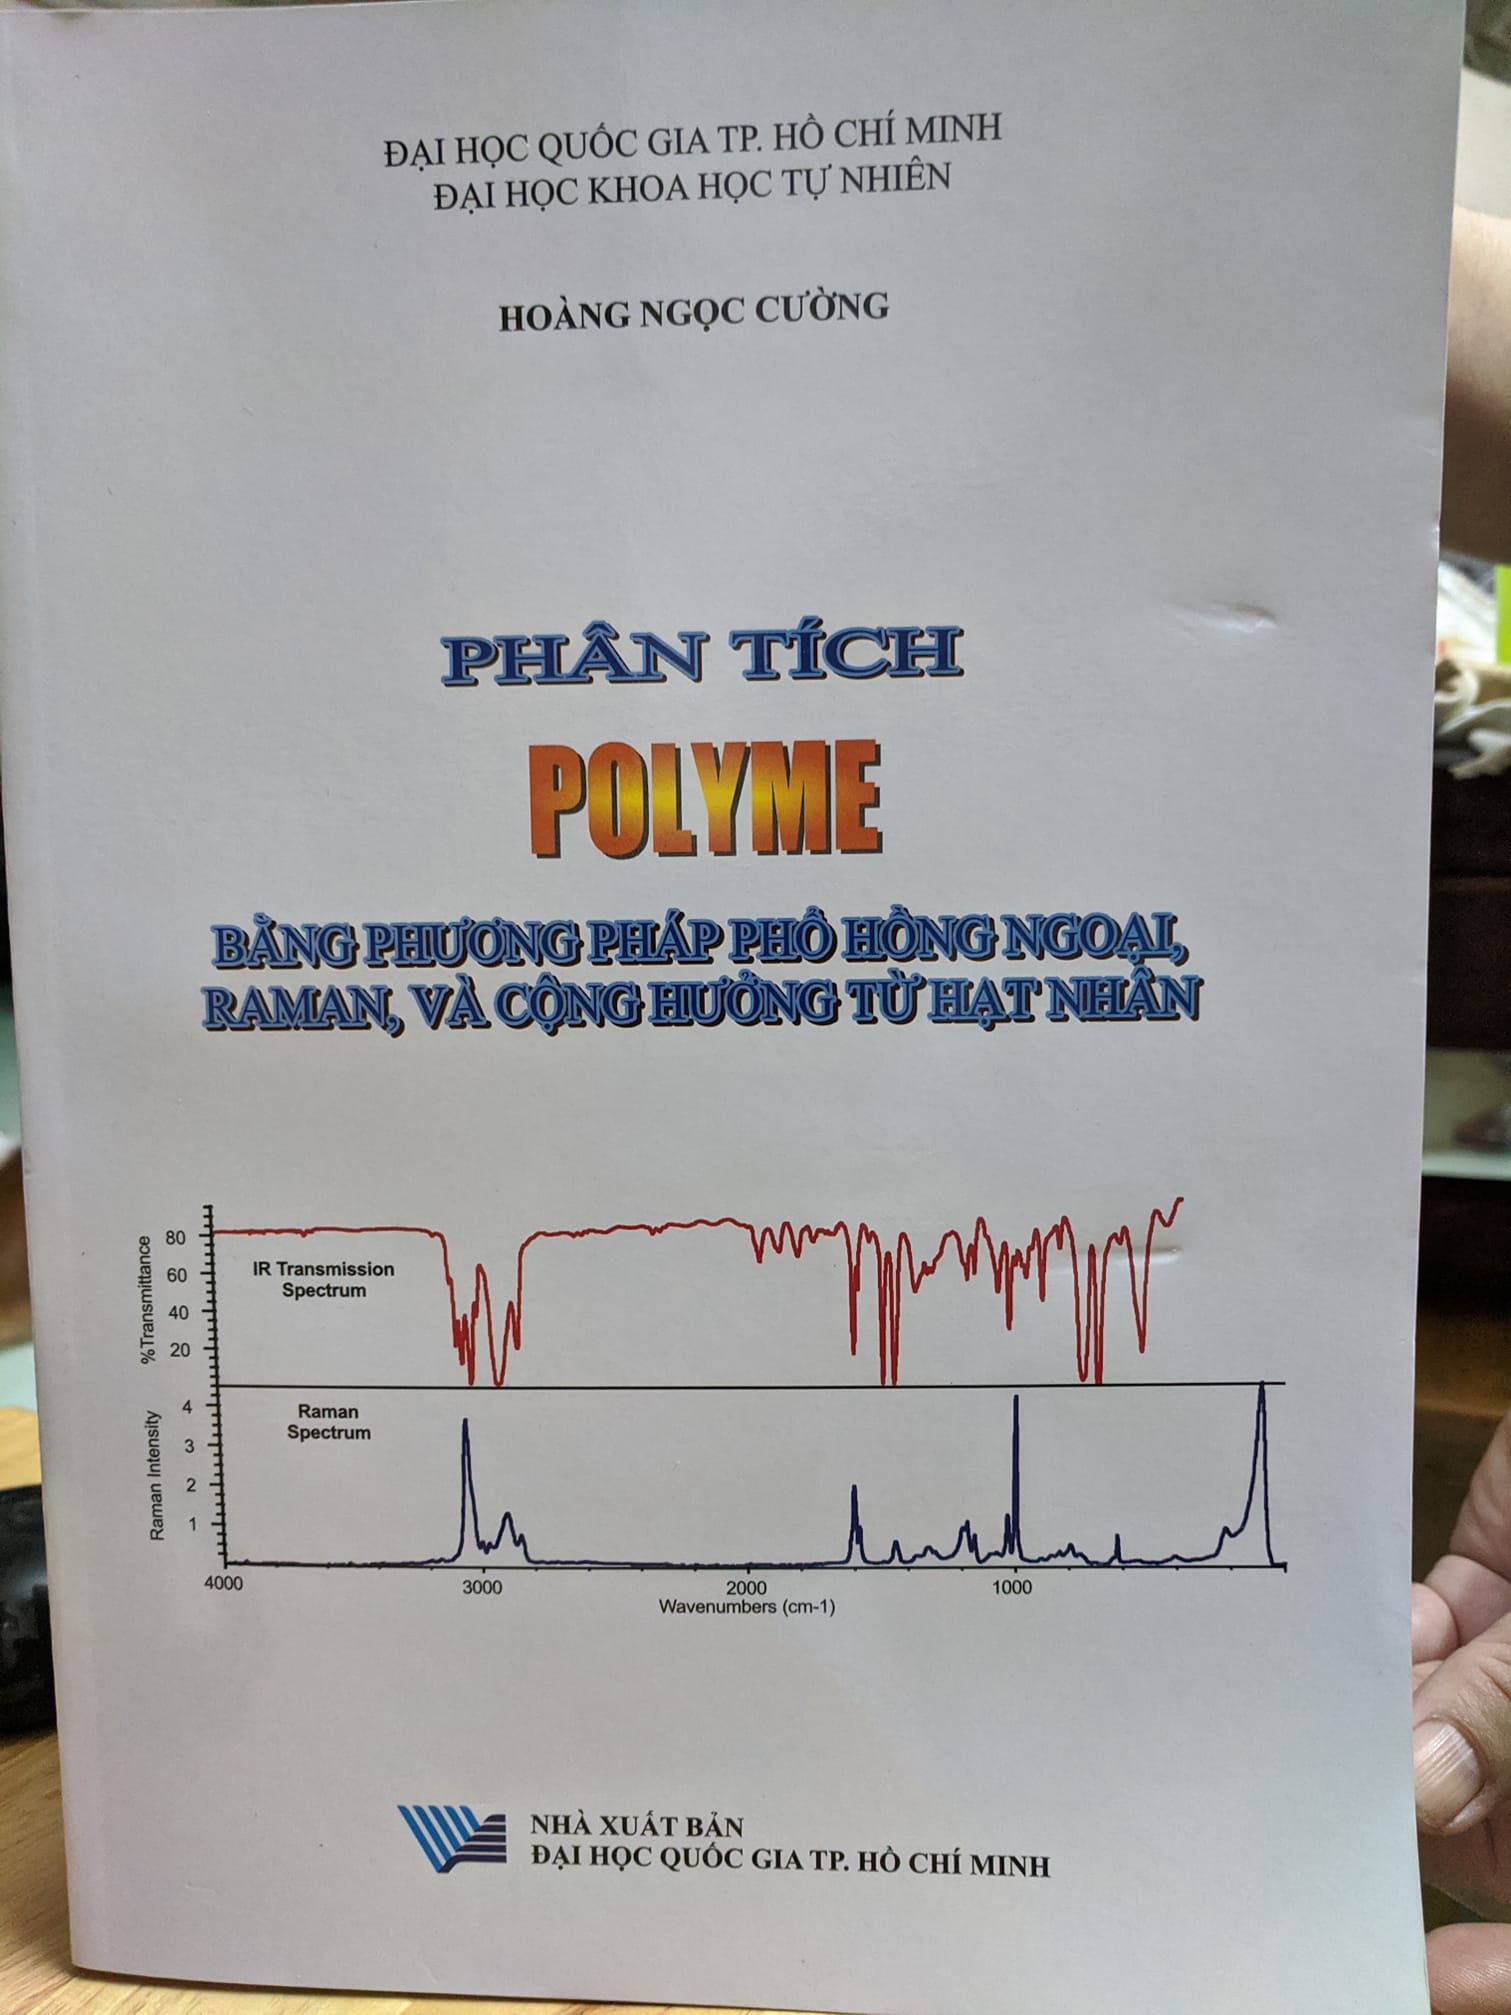 ĐẠI HỌC QUỐC GIA TP. HỒ CHÍ MINH
ĐẠI HỌC KHOA HỌC TỰ NHIÊN
HOÀNG NGỌC CƯỜNG
PHÂN TÍCH
POLYME
BẰNG PHƯƠNG PHÁP PHỔ HỒNG NGOẠI,
RAMAN, VÀ CỘNG HƯỞNG TỪ HẠT NHÂN
%Transmittance
80
60
40
20
IR Transmission
Spectrum
Raman Intensity
4
3
2
1
Raman
Spectrum
4000 3000 2000 1000
Wavenumbers (cm-1)
NHÀ XUẤT BẢN
ĐẠI HỌC QUỐC GIA TP. HỒ CHÍ MINH